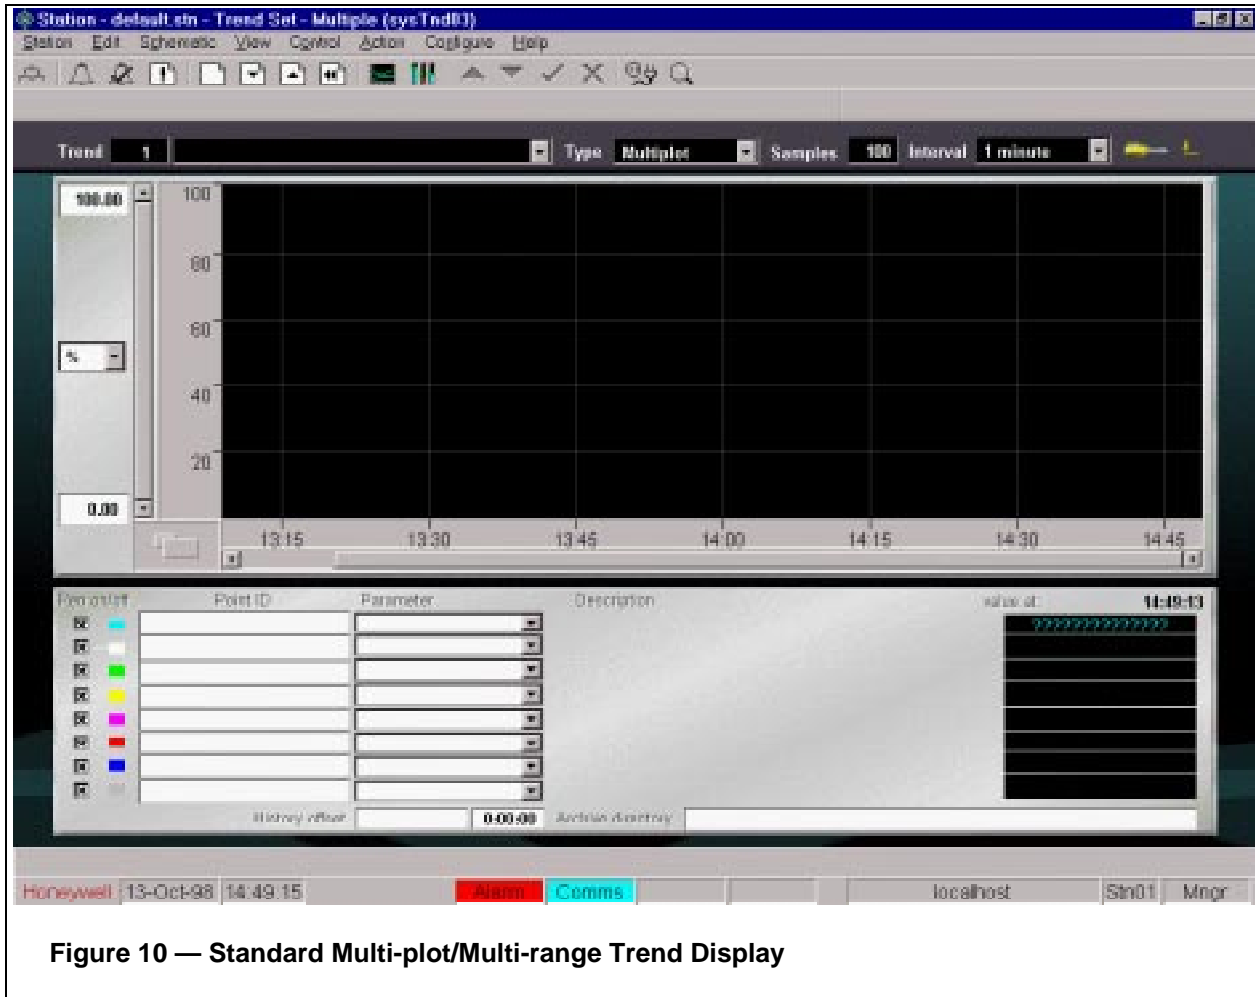 Station - default.stn - Trend Set - Multiple (sysTnd03)
Station Edit Schematic View Control Action Configure Help
Trend 1 Type Multiplot Samples 100 Interval 1 minute
100.00
%
0.00
100
80
60
40
20
13:15 13:30 13:45 14:00 14:15 14:30 14:45
Pen on/off Point ID Parameter Description value at: 14:49:13
??????????????
History offset 0-00:00 Archive directory
Honeywell 13-Oct-98 14:49:15 Alarm Comms localhost Stn01 Mngr
Figure 10 — Standard Multi-plot/Multi-range Trend Display